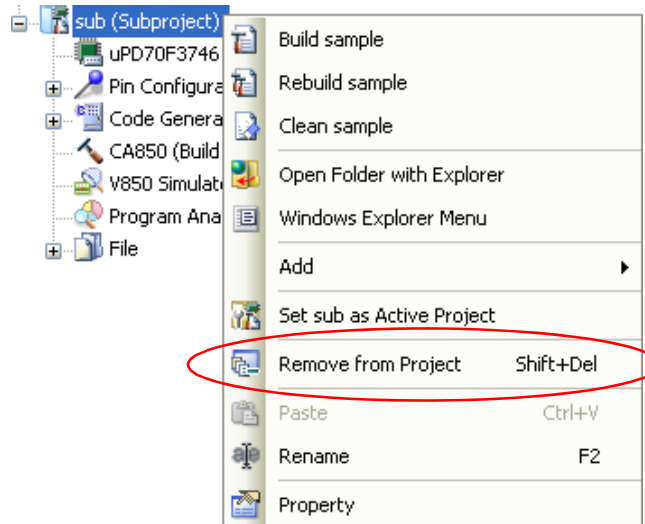 sub (Subproject)
uPD70F3746
Pin Configura
Code Genera
CA850 (Build
V850 Simulat
Program Ana
File
Build sample
Rebuild sample
Clean sample
Open Folder with Explorer
Windows Explorer Menu
Add
Set sub as Active Project
Remove from Project Shift+Del
Paste Ctrl+V
Rename F2
Property